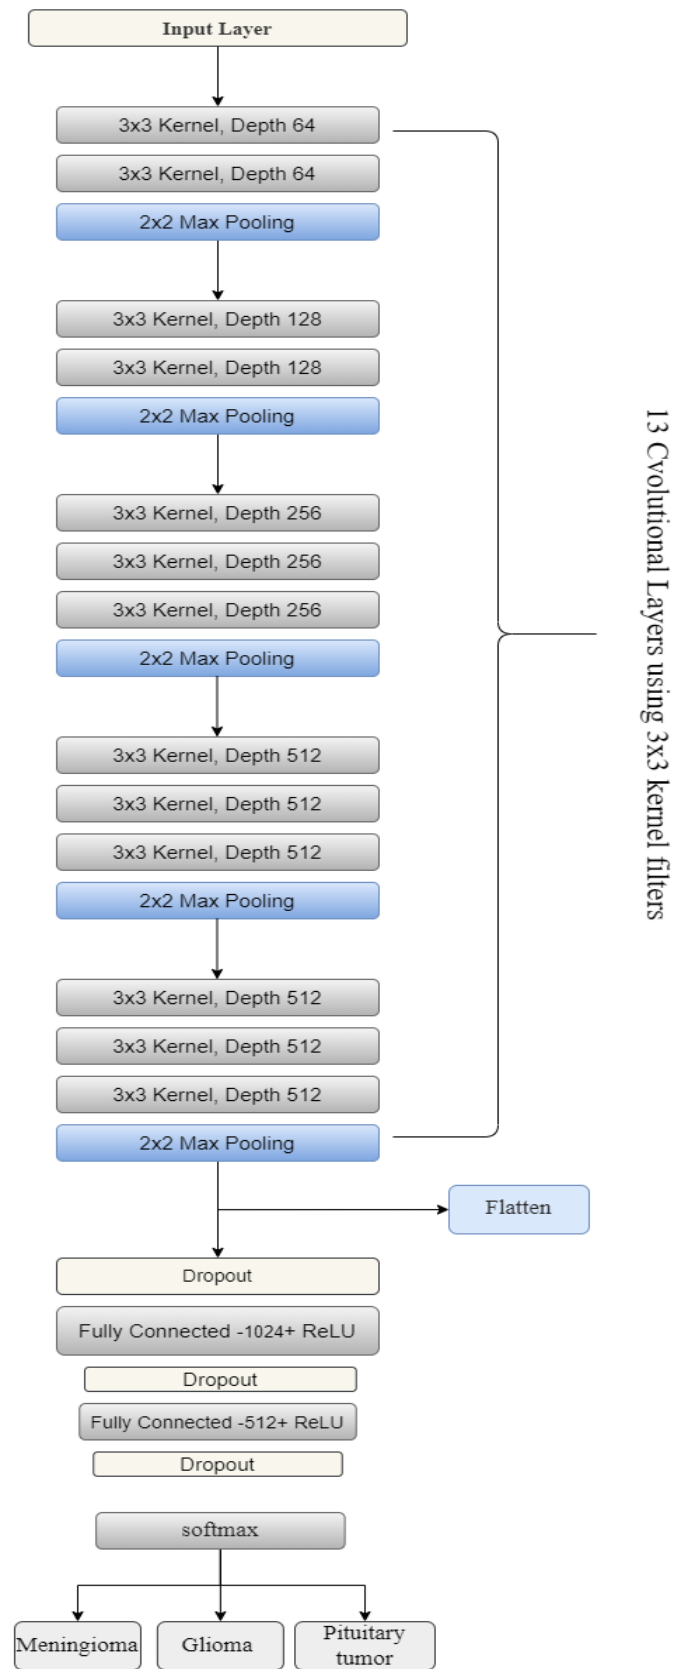 Input Layer
3x3 Kernel, Depth 64
3x3 Kernel, Depth 64
2x2 Max Pooling
3x3 Kernel, Depth 128
3x3 Kernel, Depth 128
2x2 Max Pooling
3x3 Kernel, Depth 256
3x3 Kernel, Depth 256
3x3 Kernel, Depth 256
2x2 Max Pooling
3x3 Kernel, Depth 512
3x3 Kernel, Depth 512
3x3 Kernel, Depth 512
2x2 Max Pooling
3x3 Kernel, Depth 512
3x3 Kernel, Depth 512
3x3 Kernel, Depth 512
2x2 Max Pooling
13 Cvolutional Layers using 3x3 kernel filters
Flatten
Dropout
Fully Connected -1024+ ReLU
Dropout
Fully Connected -512+ ReLU
Dropout
softmax
Meningioma
Glioma
Pituitary
tumor